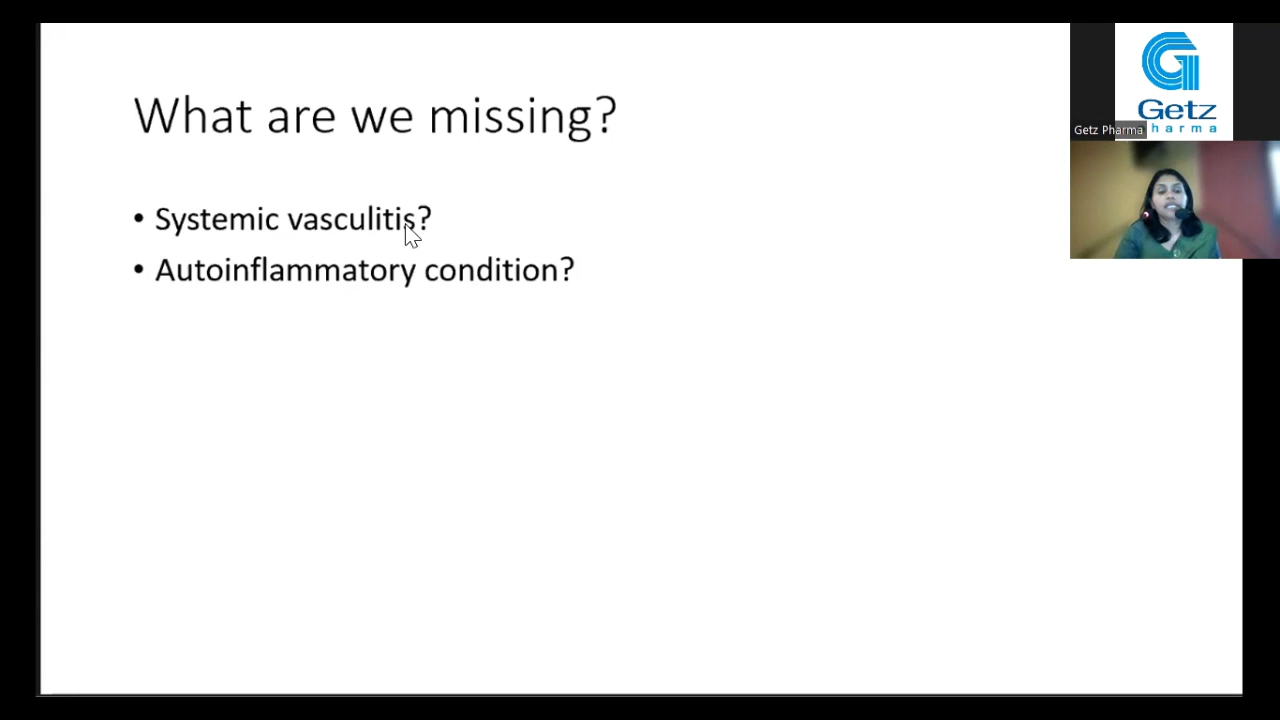 What are we missing?
• Systemic vasculitis?
• Autoinflammatory condition?
Getz
harma
Getz Pharma